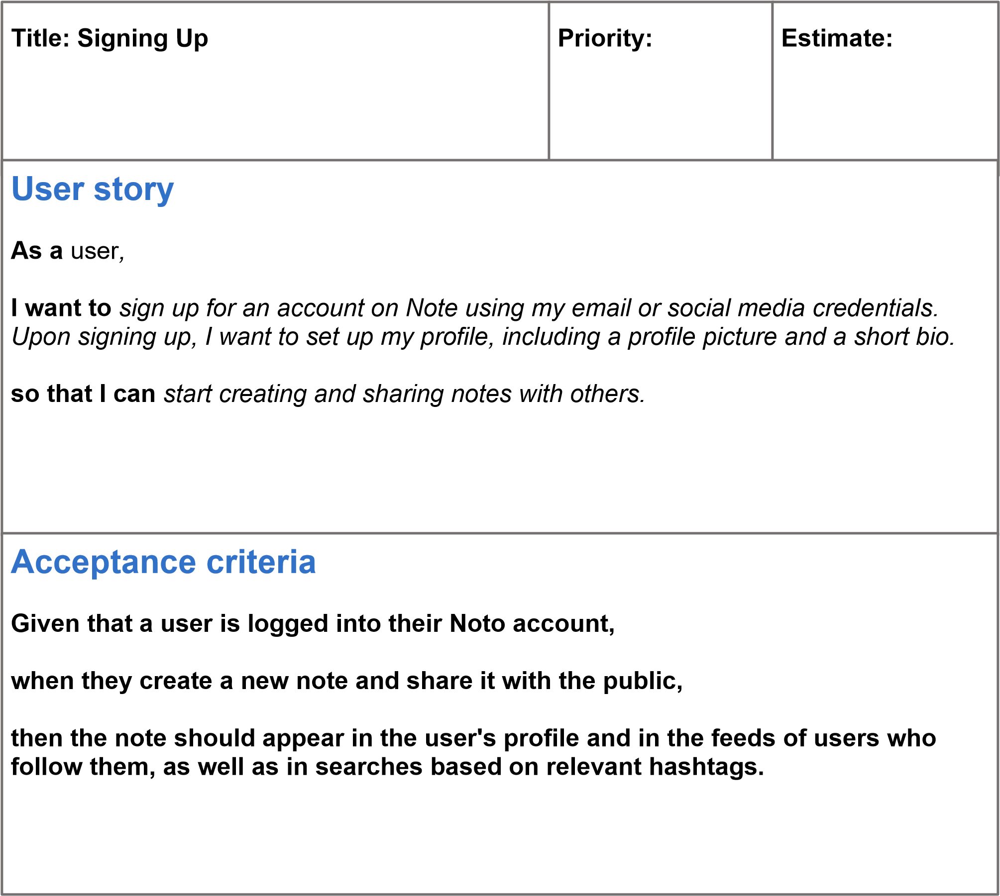 Title: Signing Up
Priority:
Estimate:
User story
As a user,
I want to sign up for an account on Note using my email or social media credentials.
Upon signing up, I want to set up my profile, including a profile picture and a short bio.
so that I can start creating and sharing notes with others.
Acceptance criteria
Given that a user is logged into their Noto account,
when they create a new note and share it with the public,
then the note should appear in the user's profile and in the feeds of users who
follow them, as well as in searches based on relevant hashtags.